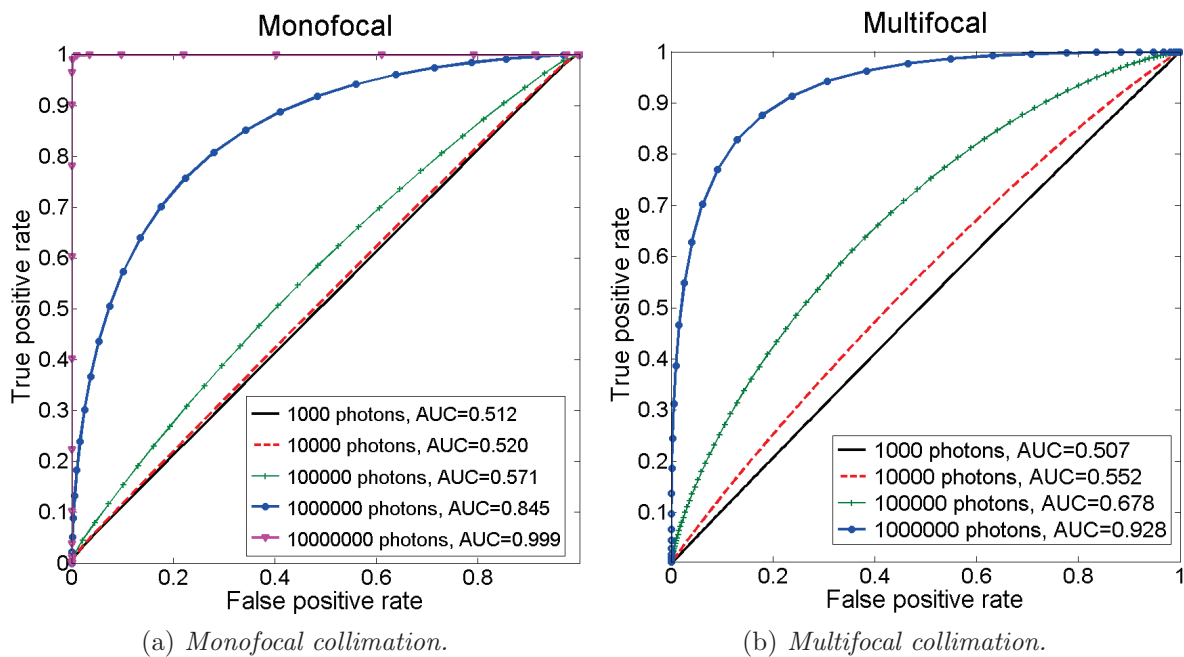 Monofocal
1
0.9
0.8
0.7
0.6
0.5
0.4
0.3
0.2
0.1
0
0
0.2
0.4
0.6
0.8
True positive rate
False positive rate
1000 photons, AUC=0.512
10000 photons, AUC=0.520
100000 photons, AUC=0.571
1000000 photons, AUC=0.845
10000000 photons, AUC=0.999
(a) Monofocal collimation.
Multifocal
1
0.9
0.8
0.7
0.6
0.5
0.4
0.3
0.2
0.1
0
0
0.2
0.4
0.6
0.8
1
True positive rate
False positive rate
1000 photons, AUC=0.507
10000 photons, AUC=0.552
100000 photons, AUC=0.678
1000000 photons, AUC=0.928
(b) Multifocal collimation.